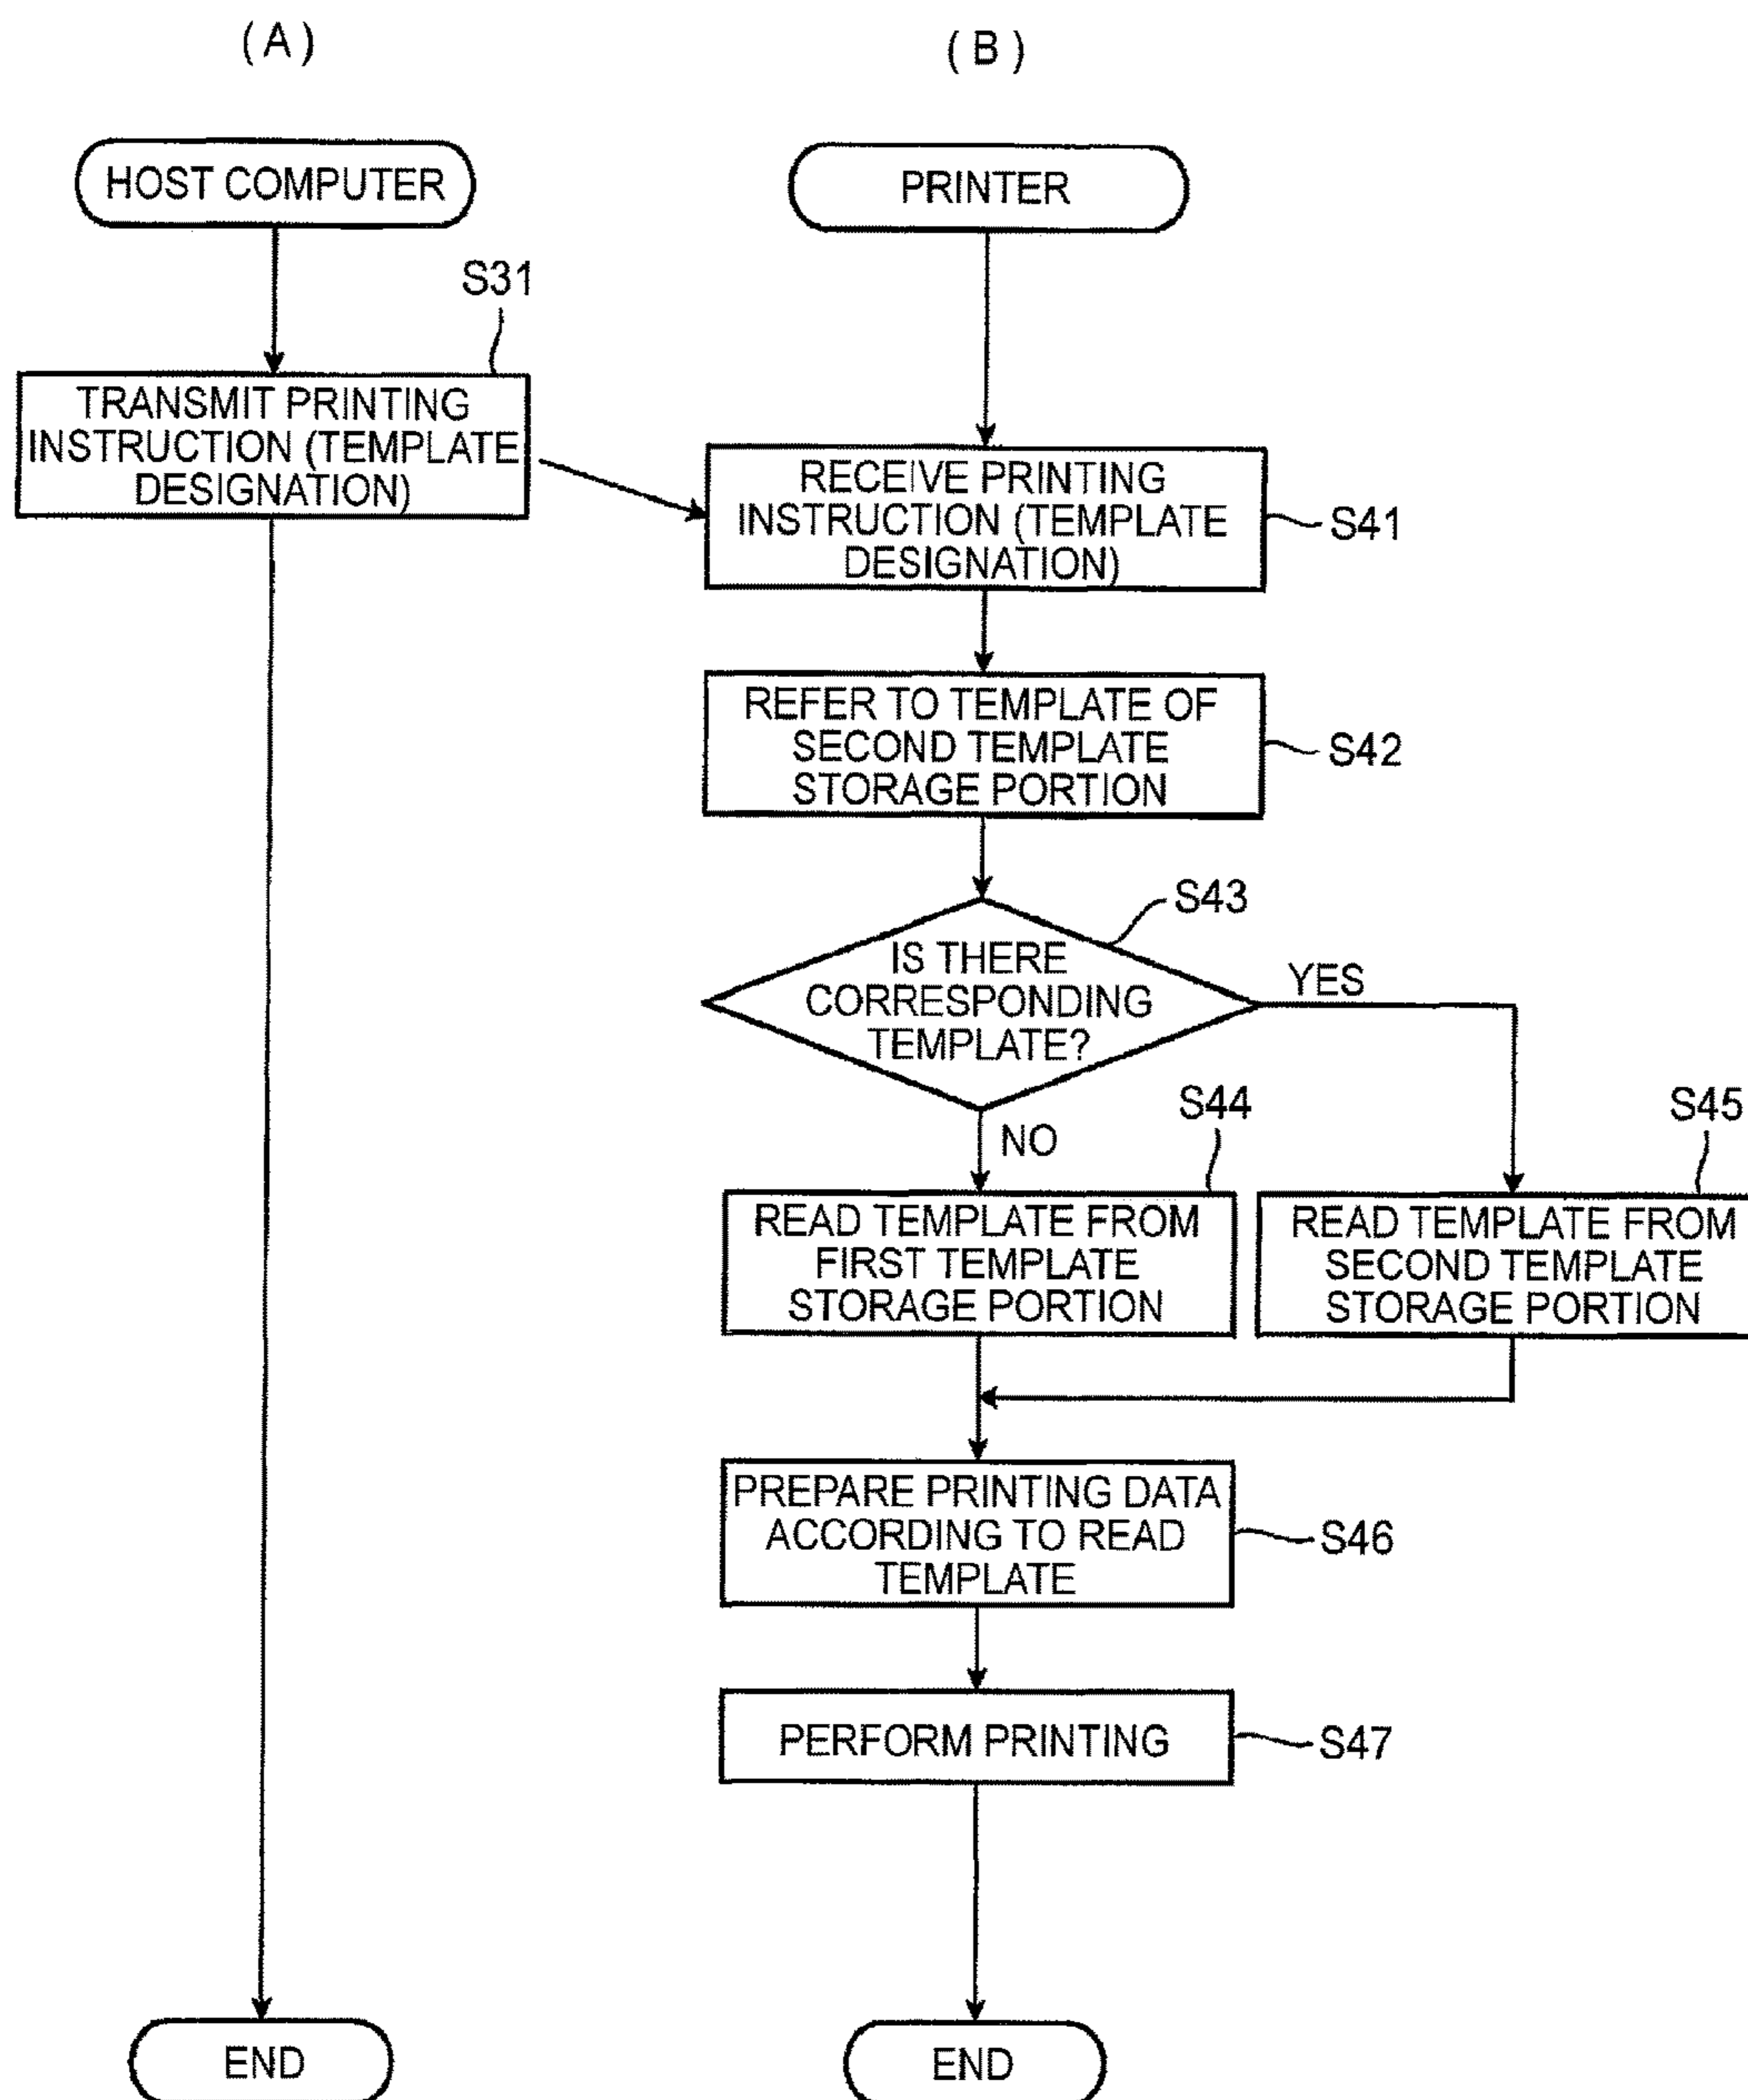 (A)
(B)
HOST COMPUTER
PRINTER
S31
TRANSMIT PRINTING
INSTRUCTION (TEMPLATE
DESIGNATION)
RECEIVE PRINTING
INSTRUCTION (TEMPLATE
DESIGNATION)
S41
REFER TO TEMPLATE OF
SECOND TEMPLATE
STORAGE PORTION
S42
S43
IS THERE
CORRESPONDING
TEMPLATE?
YES
NO
S44
S45
READ TEMPLATE FROM
FIRST TEMPLATE
STORAGE PORTION
READ TEMPLATE FROM
SECOND TEMPLATE
STORAGE PORTION
PREPARE PRINTING DATA
ACCORDING TO READ
TEMPLATE
S46
PERFORM PRINTING
S47
END
END